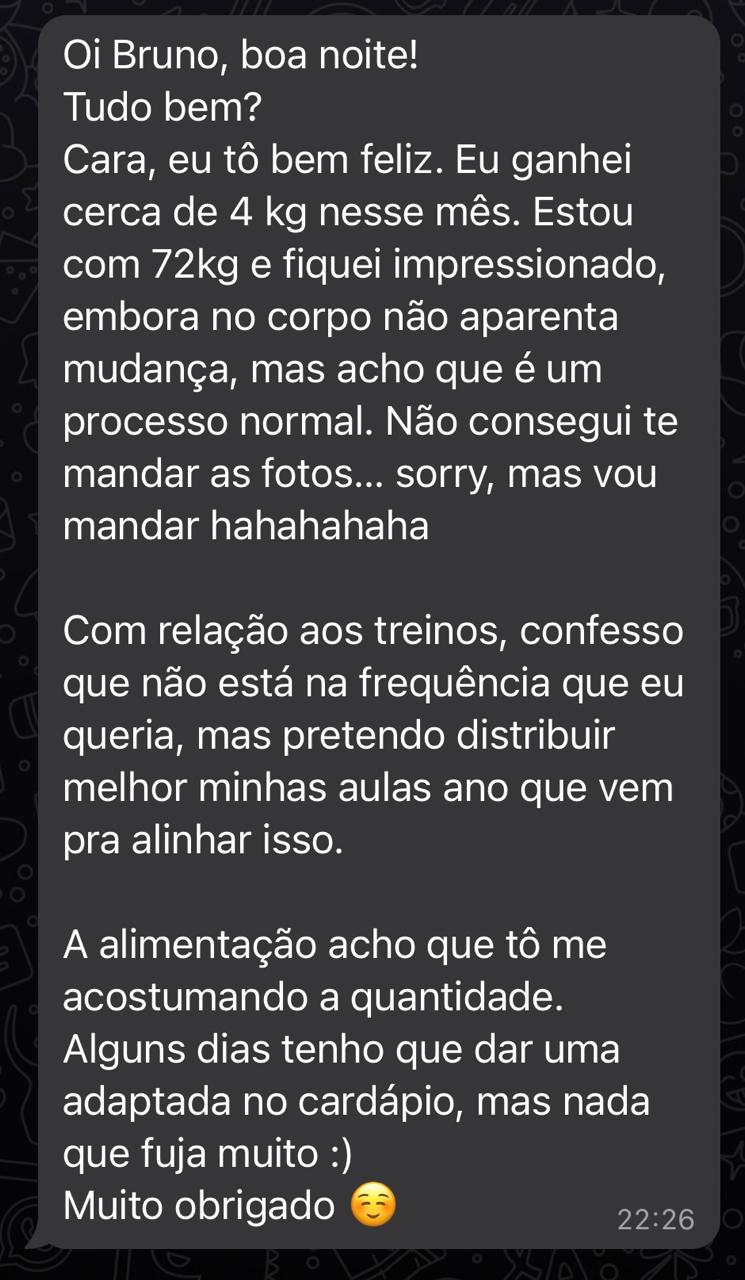 Oi Bruno, boa noite!
Tudo bem?
Cara, eu tô bem feliz. Eu ganhei
cerca de 4 kg nesse mês. Estou
com 72kg e fiquei impressionado,
embora no corpo não aparenta
mudança, mas acho que é um
processo normal. Não consegui te
mandar as fotos... sorry, mas vou
mandar hahahahaha
Com relação aos treinos, confesso
que não está na frequência que eu
queria, mas pretendo distribuir
melhor minhas aulas ano que vem
pra alinhar isso.
A alimentação acho que tô me
acostumando a quantidade.
Alguns dias tenho que dar uma
adaptada no cardápio, mas nada
que fuja muito :)
Muito obrigado ☺️
22:26